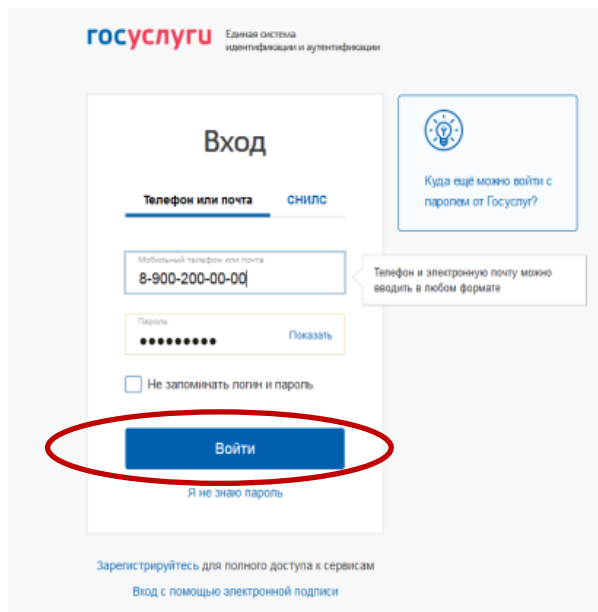 госуслуги
Единая система
идентификации и аутентификации
Вход
Телефон или почта
СНИЛС
Мобильный телефон или почта
8-900-200-00-00
Пароль
Показать
Не запоминать логин и пароль
Войти
Я не знаю пароль
Куда ещё можно войти с
паролем от Госуслуг?
Телефон и электронную почту можно
вводить в любом формате
Зарегистрируйтесь для полного доступа к сервисам
Вход с помощью электронной подписи